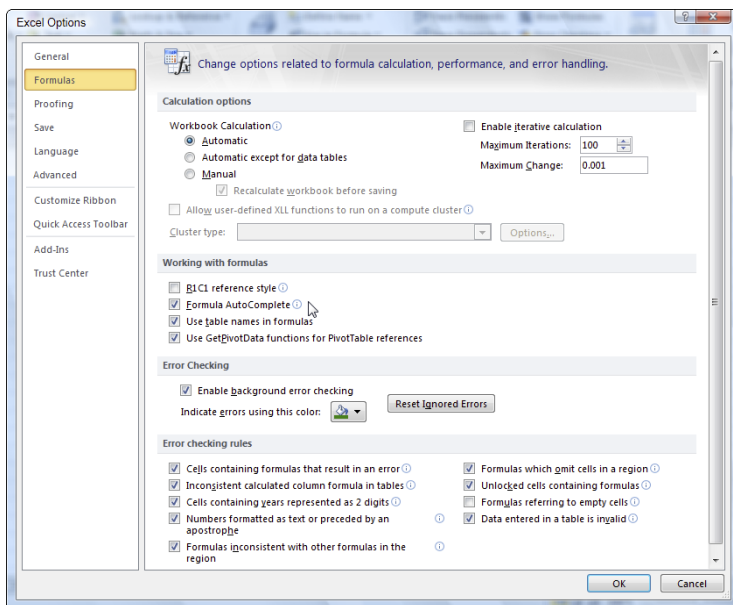 Excel Options
General
Formulas
Proofing
Save
Language
Advanced
Customize Ribbon
Quick Access Toolbar
Add-Ins
Trust Center
Change options related to formula calculation, performance, and error handling.
Calculation options
Workbook Calculation
Automatic
Automatic except for data tables
Manual
Recalculate workbook before saving
Enable iterative calculation
Maximum Iterations: 100
Maximum Change: 0.001
Allow user-defined XLL functions to run on a compute cluster
Cluster type:
Options...
Working with formulas
R1C1 reference style
Formula AutoComplete
Use table names in formulas
Use GetPivotData functions for PivotTable references
Error Checking
Enable background error checking
Indicate errors using this color:
Reset Ignored Errors
Error checking rules
Cells containing formulas that result in an error
Inconsistent calculated column formula in tables
Cells containing years represented as 2 digits
Numbers formatted as text or preceded by an
apostrophe
Formulas inconsistent with other formulas in the
region
Formulas which omit cells in a region
Unlocked cells containing formulas
Formulas referring to empty cells
Data entered in a table is invalid
OK
Cancel